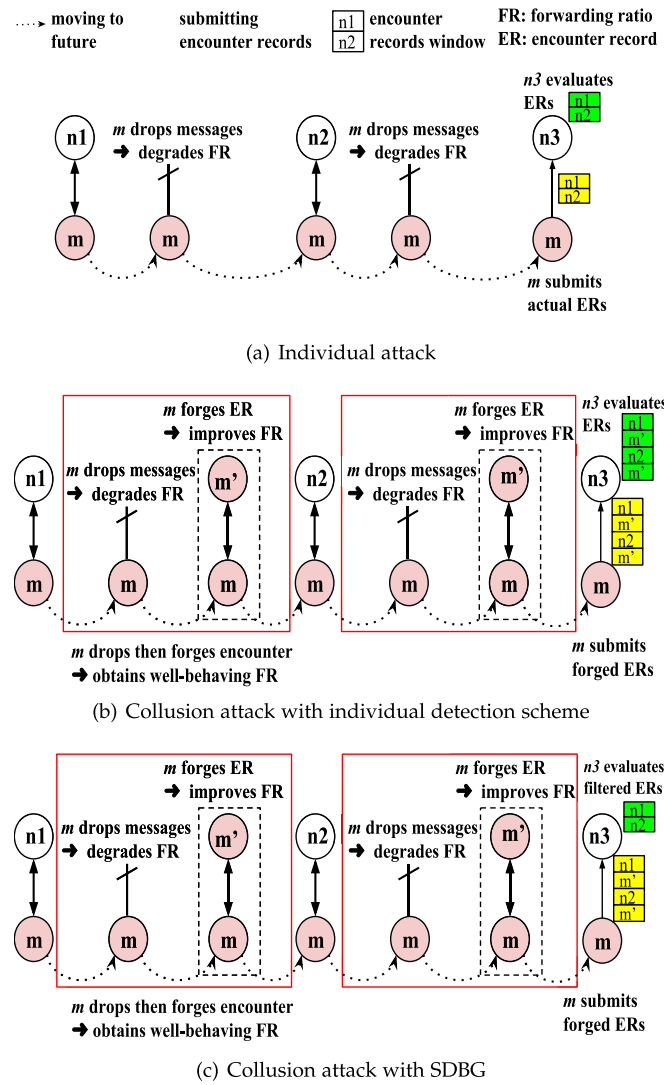 moving to future
submitting encounter records
n1
n2
encounter records window
FR: forwarding ratio
ER: encounter record
n3 evaluates
ERs
n1
n2
n1
m drops messages
➔ degrades FR
n2
m drops messages
➔ degrades FR
n3
n1
n2
m
m
m
m
m
m submits
actual ERs
(a) Individual attack
m forges ER
➔ improves FR
m forges ER
➔ improves FR
n3 evaluates
ERs
n1
m'
n2
m'
n1
m drops messages
➔ degrades FR
m'
n2
m drops messages
➔ degrades FR
m'
n3
n1
m'
n2
m'
m
m
m
m
m
m
m
m drops then forges encounter
➔ obtains well-behaving FR
m submits
forged ERs
(b) Collusion attack with individual detection scheme
m forges ER
➔ improves FR
m forges ER
➔ improves FR
n3 evaluates
filtered ERs
n1
n2
n1
m drops messages
➔ degrades FR
m'
n2
m drops messages
➔ degrades FR
m'
n3
n1
m'
n2
m'
m
m
m
m
m
m
m
m drops then forges encounter
➔ obtains well-behaving FR
m submits
forged ERs
(c) Collusion attack with SDBG